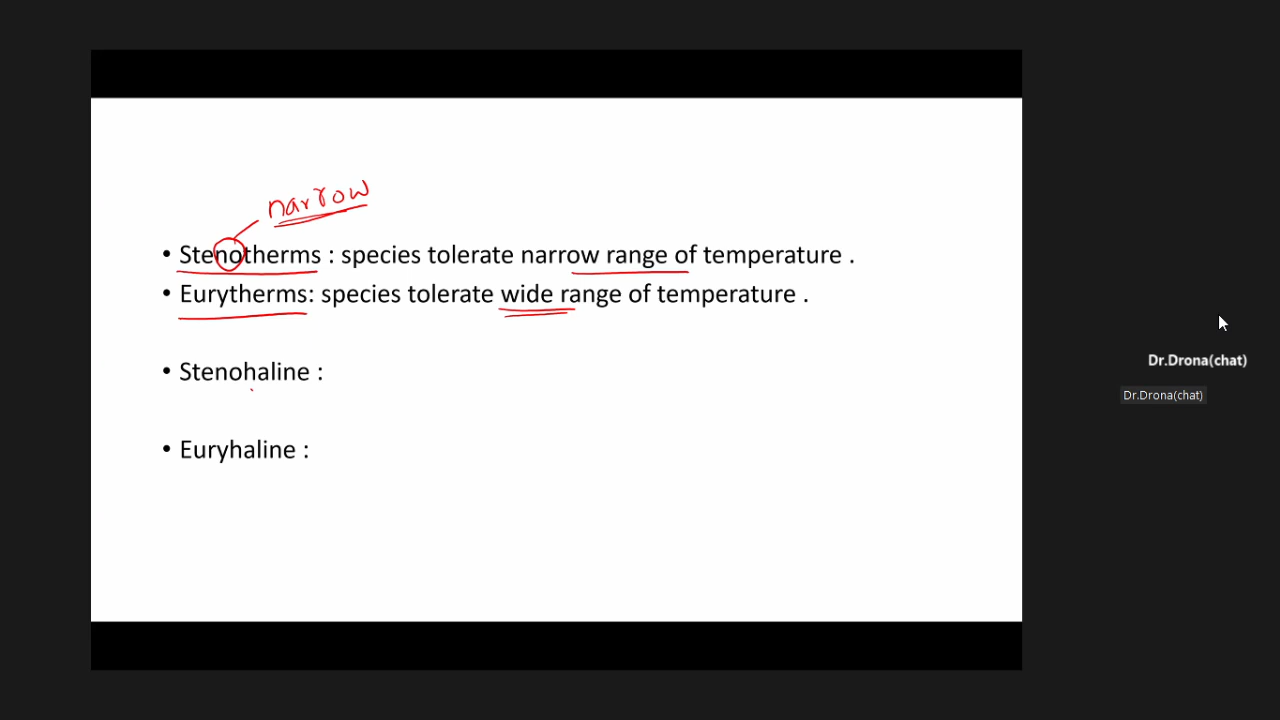 narrow
• Stenotherms : species tolerate narrow range of temperature .
• Eurytherms: species tolerate wide range of temperature .
• Stenohaline :
• Euryhaline :
Dr.Drona(chat)
Dr.Drona(chat)